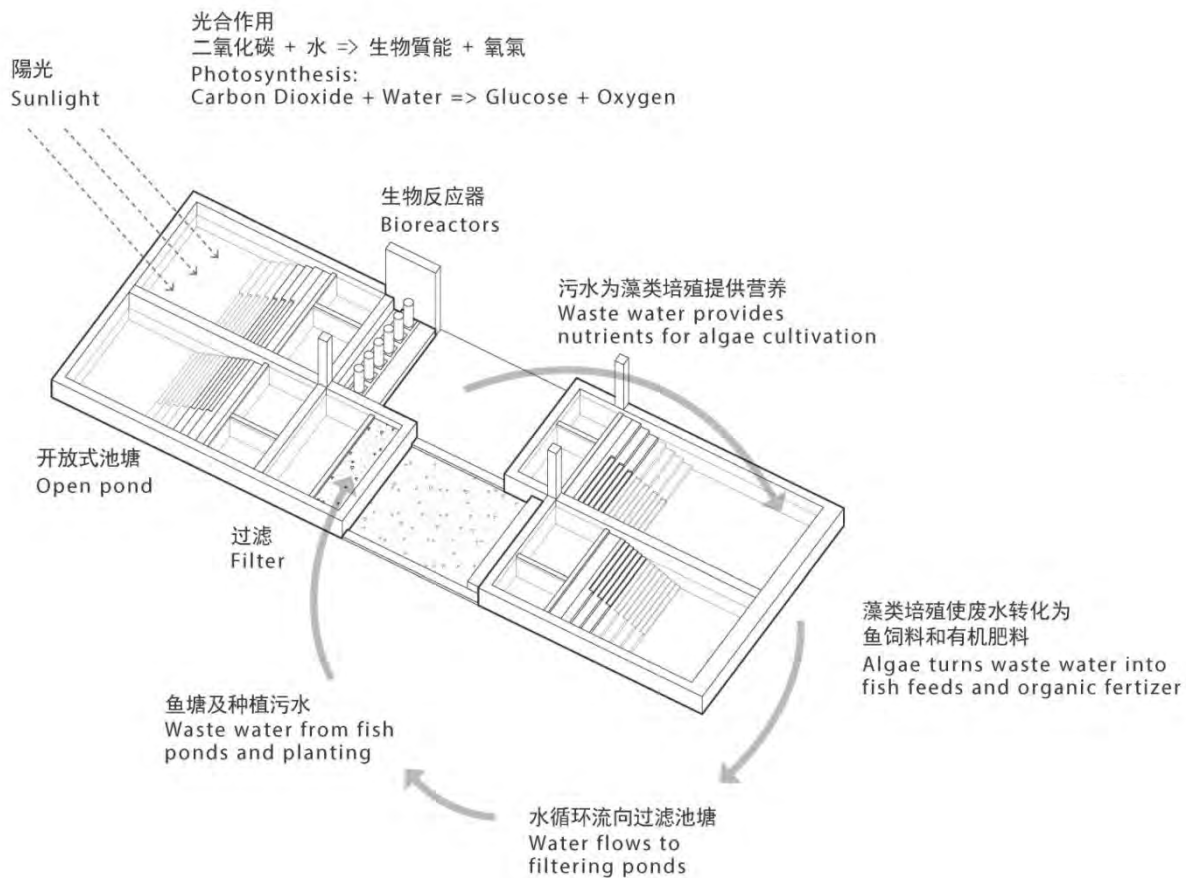 光合作用
二氧化碳 + 水 => 生物質能 + 氧氣
Photosynthesis:
Carbon Dioxide + Water => Glucose + Oxygen
陽光
Sunlight
生物反应器
Bioreactors
污水为藻类培殖提供营养
Waste water provides
nutrients for algae cultivation
开放式池塘
Open pond
过滤
Filter
藻类培殖使废水转化为
鱼饲料和有机肥料
Algae turns waste water into
fish feeds and organic fertizer
鱼塘及种植污水
Waste water from fish
ponds and planting
水循环流向过滤池塘
Water flows to
filtering ponds